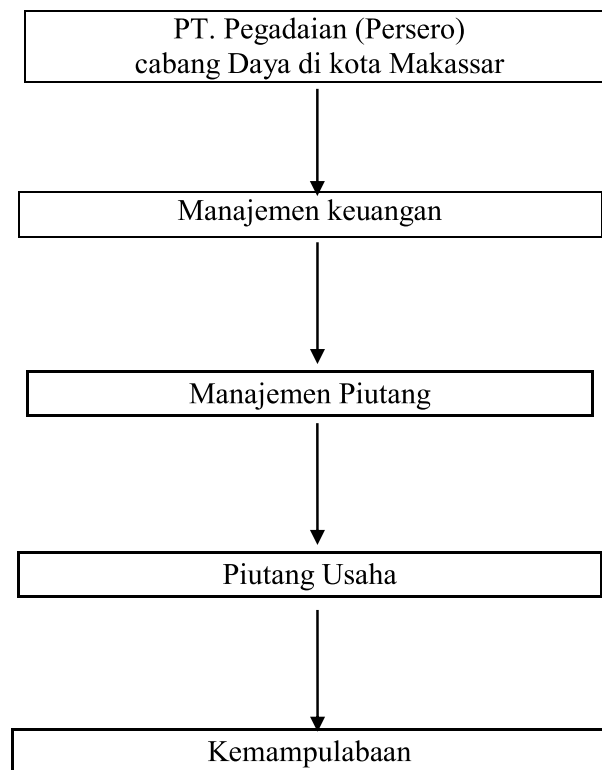 PT. Pegadaian (Persero)
cabang Daya di kota Makassar
Manajemen keuangan
Manajemen Piutang
Piutang Usaha
Kemampulabaan